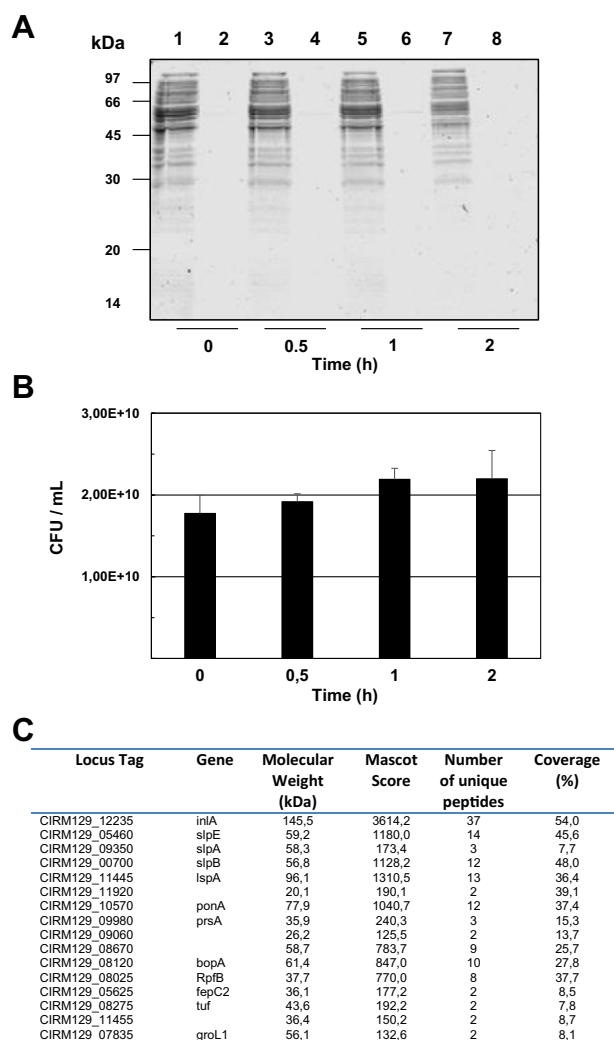 A
kDa 1 2 3 4 5 6 7 8
97
66
45
30
20
14
0 0.5 1 2
Time (h)
B
3,00E+10
2,00E+10
1,00E+10
CFU / mL
0 0,5 1 2
Time (h)
C
Locus Tag Gene Molecular Mascot Number Coverage
Weight Score of unique (%)
(kDa) peptides
CIRM129_12235 inlA 145,5 3614,2 37 54,0
CIRM129_05460 slpE 59,2 1180,0 14 45,6
CIRM129_09350 slpA 58,3 173,4 3 7,7
CIRM129_00700 slpB 56,8 1128,2 12 48,0
CIRM129_11445 lspA 96,1 1310,5 13 36,4
CIRM129_11920 20,1 190,1 2 39,1
CIRM129_10570 ponA 77,9 1040,7 12 37,4
CIRM129_09980 prsA 35,9 240,3 3 15,3
CIRM129_09060 26,2 125,5 2 13,7
CIRM129_08670 58,7 783,7 9 25,7
CIRM129_08120 bopA 61,4 847,0 10 27,8
CIRM129_08025 RpfB 37,7 770,0 8 37,7
CIRM129_05625 fepC2 36,1 177,2 2 8,5
CIRM129_08275 tuf 43,6 192,2 2 7,8
CIRM129_11455 36,4 150,2 2 8,7
CIRM129_07835 groL1 56,1 132,6 2 8,1